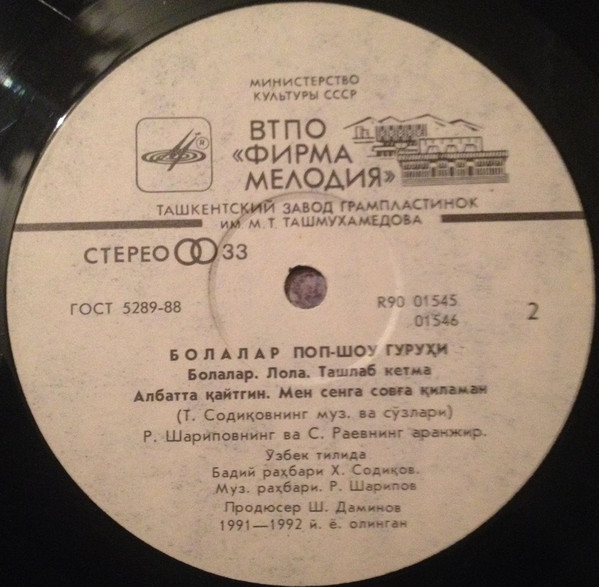 МИНИСТЕРСТВО
КУЛЬТУРЫ СССР
ВТПО
«ФИРМА
МЕЛОДИЯ»
®
ТАШКЕНТСКИЙ ЗАВОД ГРАМПЛАСТИНОК
ИМ М. Т. ТАШМУХАМЕДОВА
СТЕРЕО 33
ГОСТ 5289-88
R90 01545
01546
2
БОЛАЛАР ПОП-ШОУ ГУРУҲИ
Болалар. Лола. Ташлаб кетма
Албатта қайтгин. Мен сенга совға қиламан
(Т. Содиқовнинг муз. ва сўзлари)
Р. Шариповнинг ва С. Раевнинг аранжир.
Узбек тилида
Бадий раҳбари Х. Содиқов.
Муз. раҳбари. Р. Шарипов
Продюсер Ш. Даминов
1991—1992 й. ё. олинган